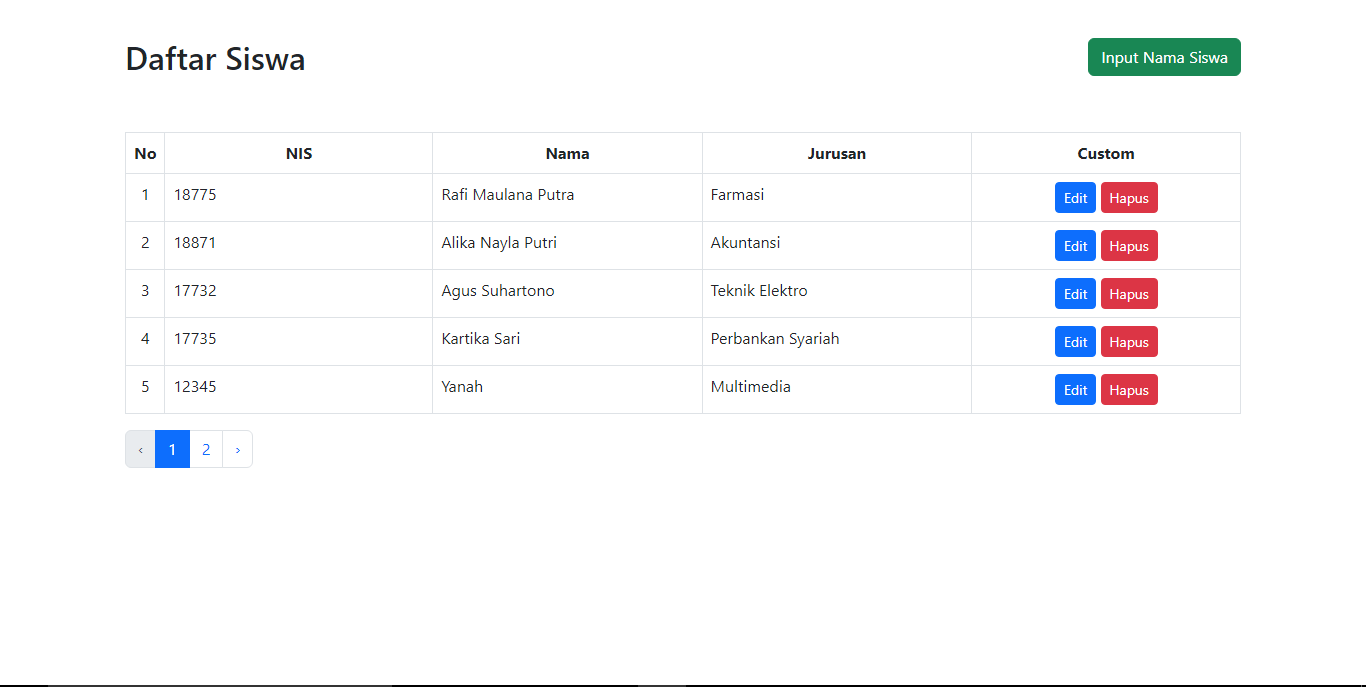 Daftar Siswa
Input Nama Siswa
No NIS Nama Jurusan Custom
1 18775 Rafi Maulana Putra Farmasi Edit Hapus
2 18871 Alika Nayla Putri Akuntansi Edit Hapus
3 17732 Agus Suhartono Teknik Elektro Edit Hapus
4 17735 Kartika Sari Perbankan Syariah Edit Hapus
5 12345 Yanah Multimedia Edit Hapus
‹ 1 2 ›